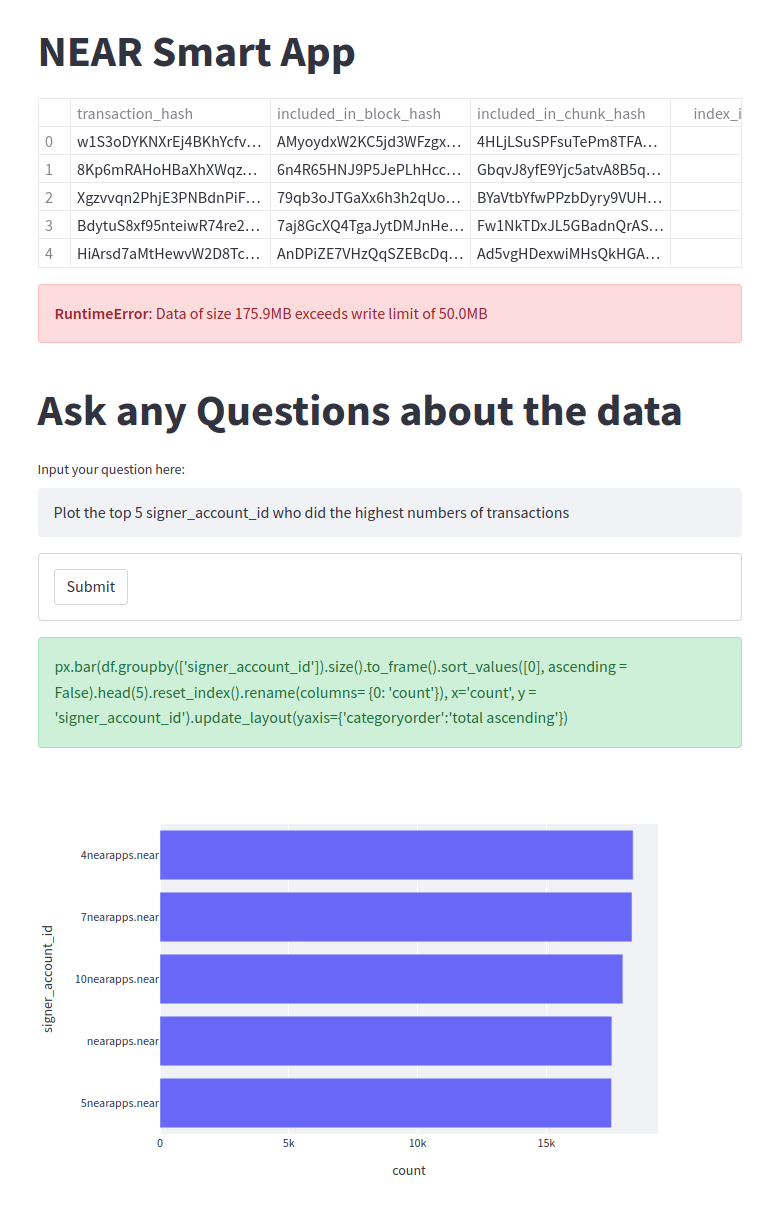 NEAR Smart App
transaction_hash included_in_block_hash included_in_chunk_hash index_i
0 w1S3oDYKNXrEj4BKhYcfv… AMyoydxW2KC5jd3WFzgx… 4HLjLSuSPFsuTePm8TFA…
1 8Kp6mRAHoHBaXhXWqz… 6n4R65HNJ9P5JePLhHcc… GbqvJ8yfE9Yjc5atvA8B5q…
2 Xgzvvqn2PhjE3PNBdnPiF… 79qb3oJTGaXx6h3h2qUo… BYaVtbYfwPPzbDyry9VUH…
3 BdytuS8xf95nteiwR74re2… 7aj8GcXQ4TgaJytDMJnHe… Fw1NkTDxJL5GBadnQrAS…
4 HiArsd7aMtHewvW2D8Tc… AnDPiZE7VHzQqSZEBcDq… Ad5vgHDexwiMHsQkHGA…
RuntimeError: Data of size 175.9MB exceeds write limit of 50.0MB
Ask any Questions about the data
Input your question here:
Plot the top 5 signer_account_id who did the highest numbers of transactions
Submit
px.bar(df.groupby(['signer_account_id']).size().to_frame().sort_values([0], ascending =
False).head(5).reset_index().rename(columns= {0: 'count'}), x='count', y =
'signer_account_id').update_layout(yaxis={'categoryorder':'total ascending'})
signer_account_id
4nearapps.near
7nearapps.near
10nearapps.near
nearapps.near
5nearapps.near
0 5k 10k 15k
count